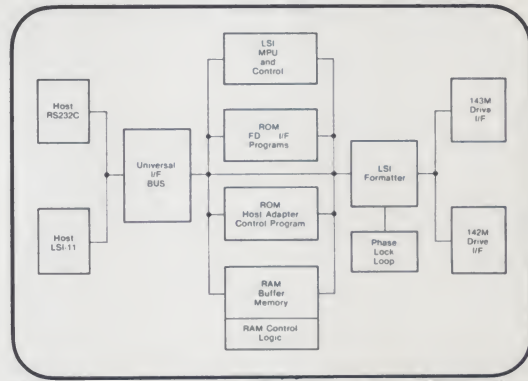 LSI
MPU
and
Control
Host
RS232C
ROM
FD I/F
Programs
143M
Drive
I/F
Universal
I/F
BUS
LSI
Formatter
ROM
Host Adapter
Control Program
Host
LSI-11
Phase
Lock
Loop
142M
Drive
I/F
RAM
Buffer
Memory
RAM Control
Logic